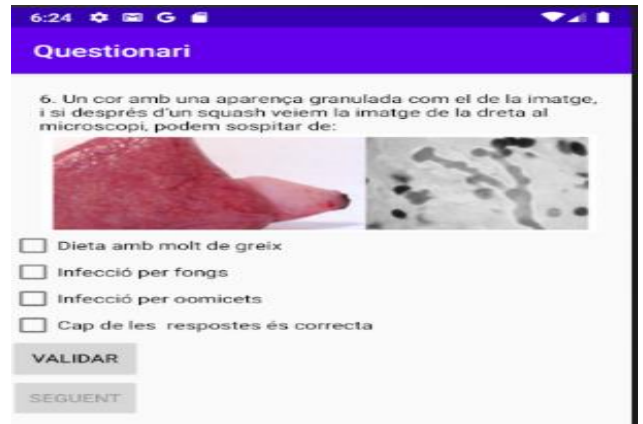 6:24 G
Questionari
6. Un cor amb una aparença granulada com el de la imatge,
i si després d'un squash veiem la imatge de la dreta al
microscopi, podem sospitar de:
Dieta amb molt de greix
Infecció per fongs
Infecció per oomicets
Cap de les respostes és correcta
VALIDAR
SEGUENT